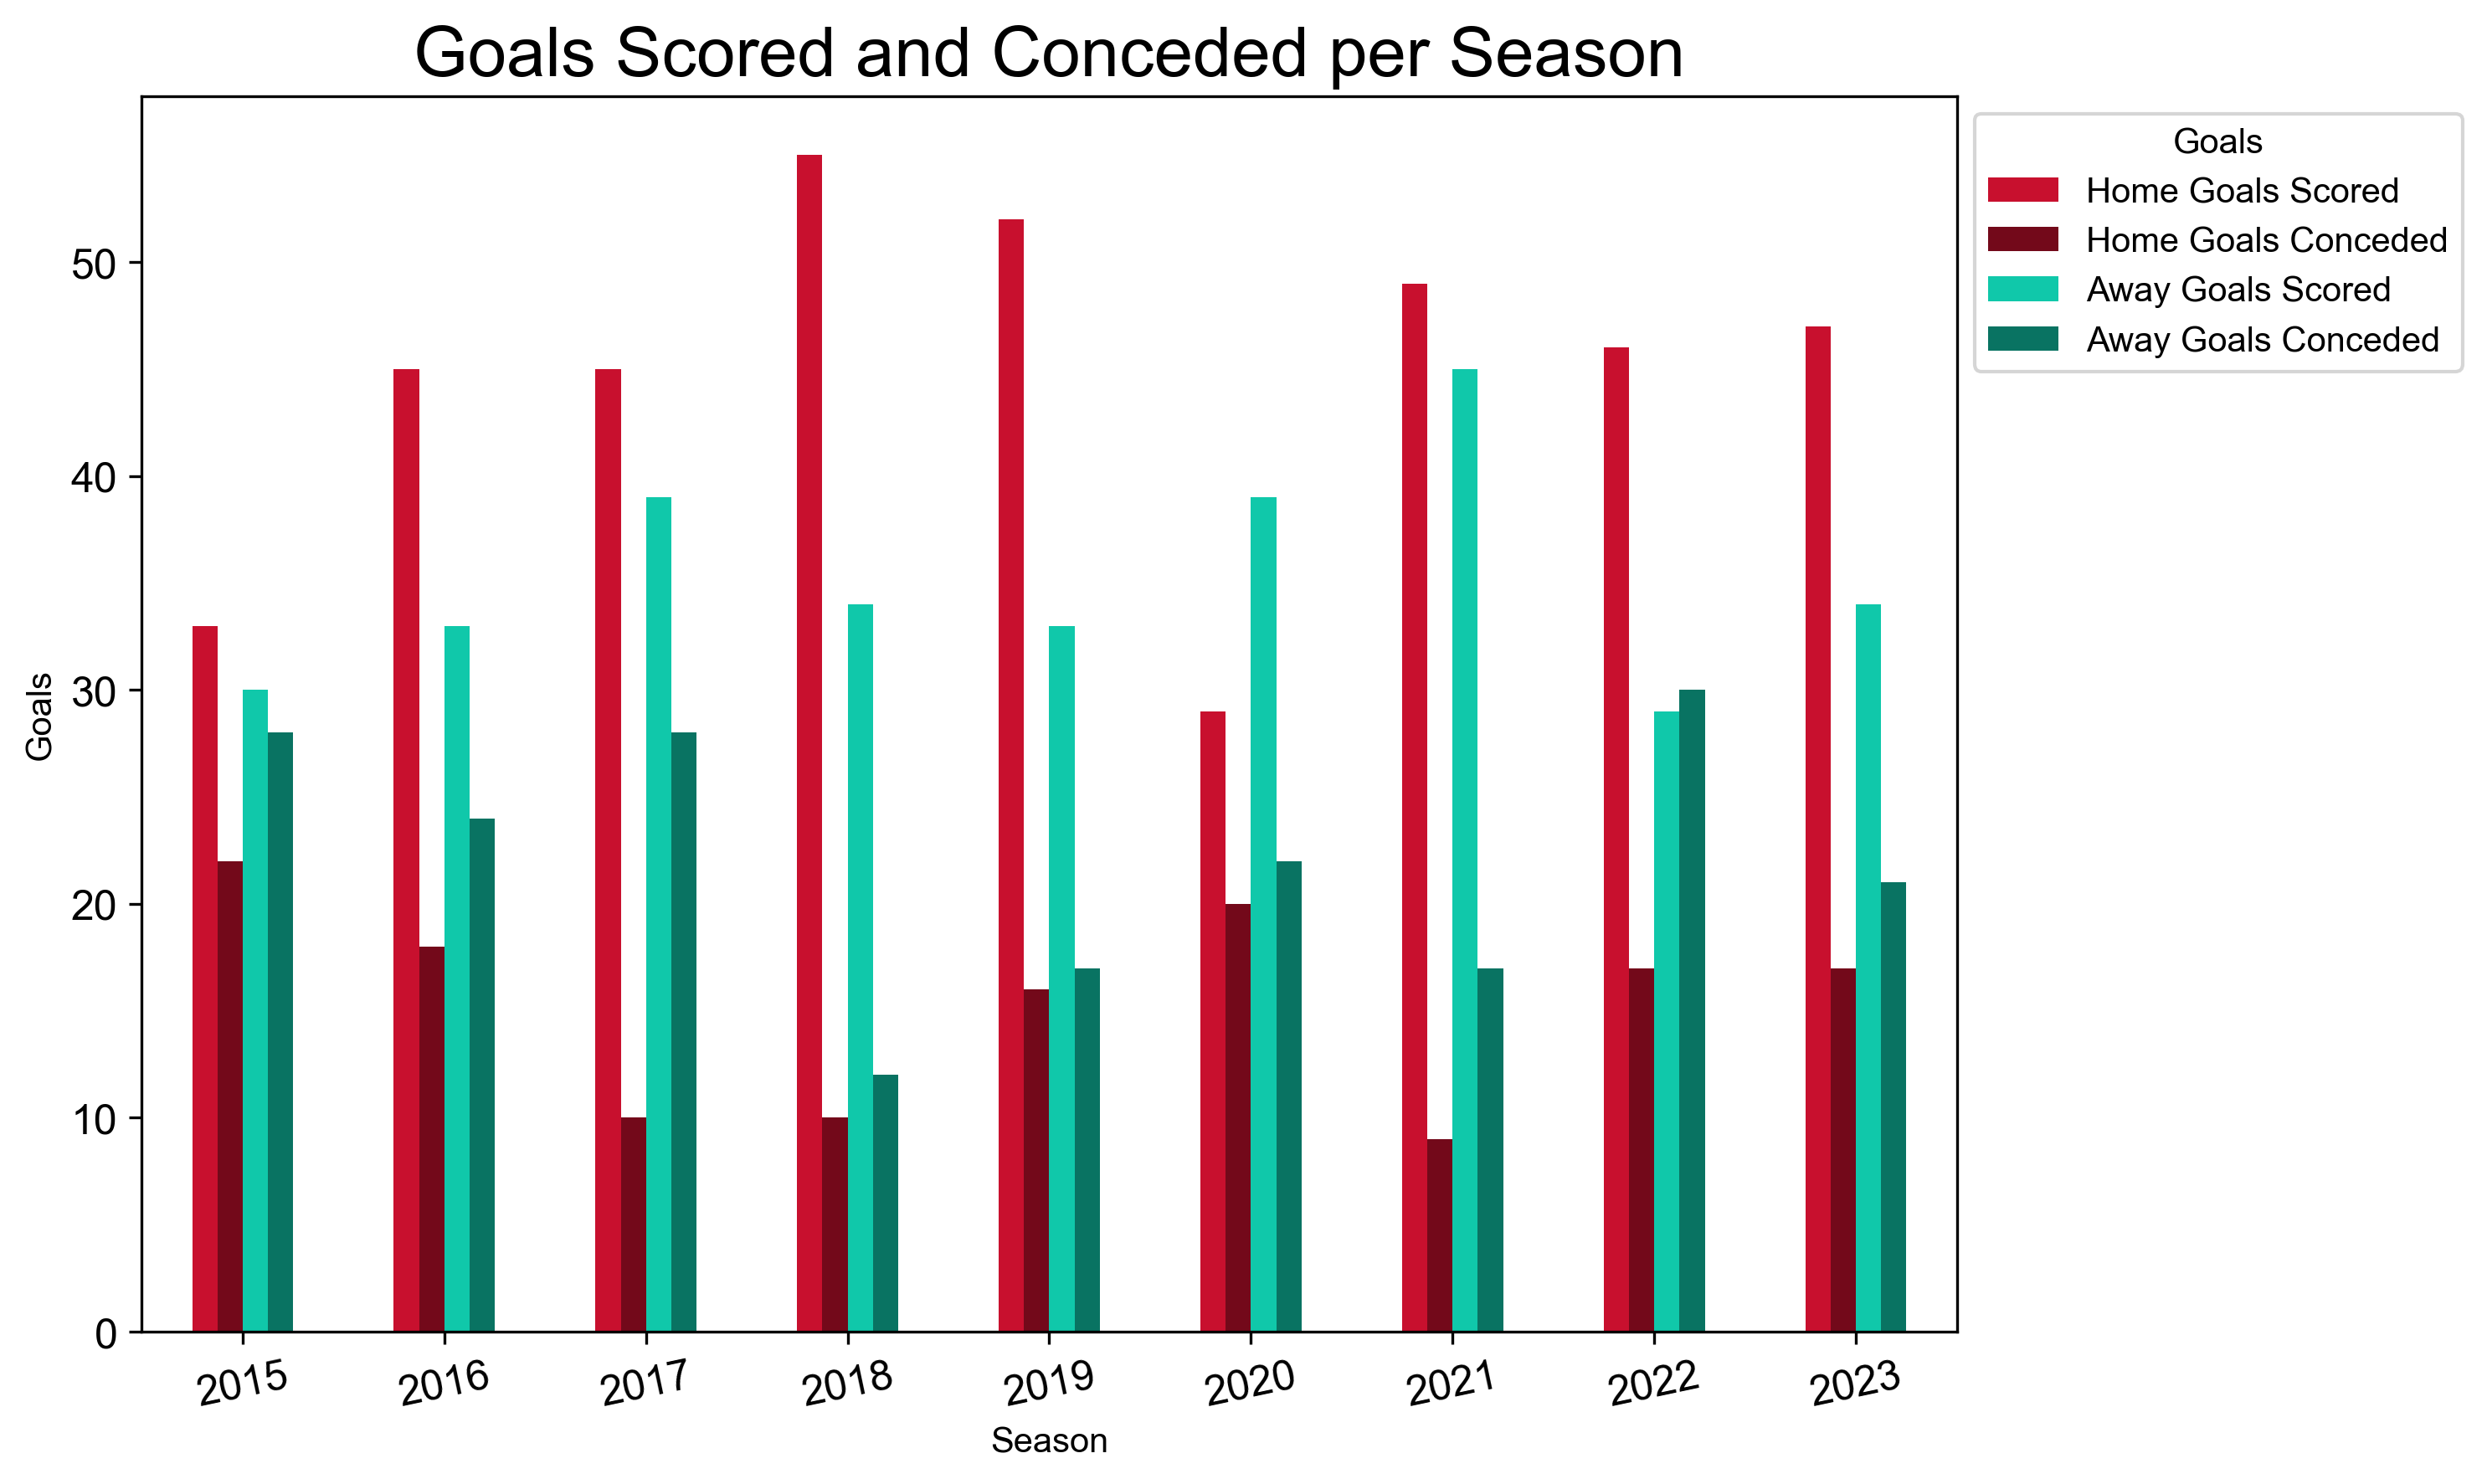 Goals Scored and Conceded per Season
Goals
Home Goals Scored
Home Goals Conceded
Away Goals Scored
Away Goals Conceded
50
40
30
20
10
0
Goals
2015 2016 2017 2018 2019 2020 2021 2022 2023
Season